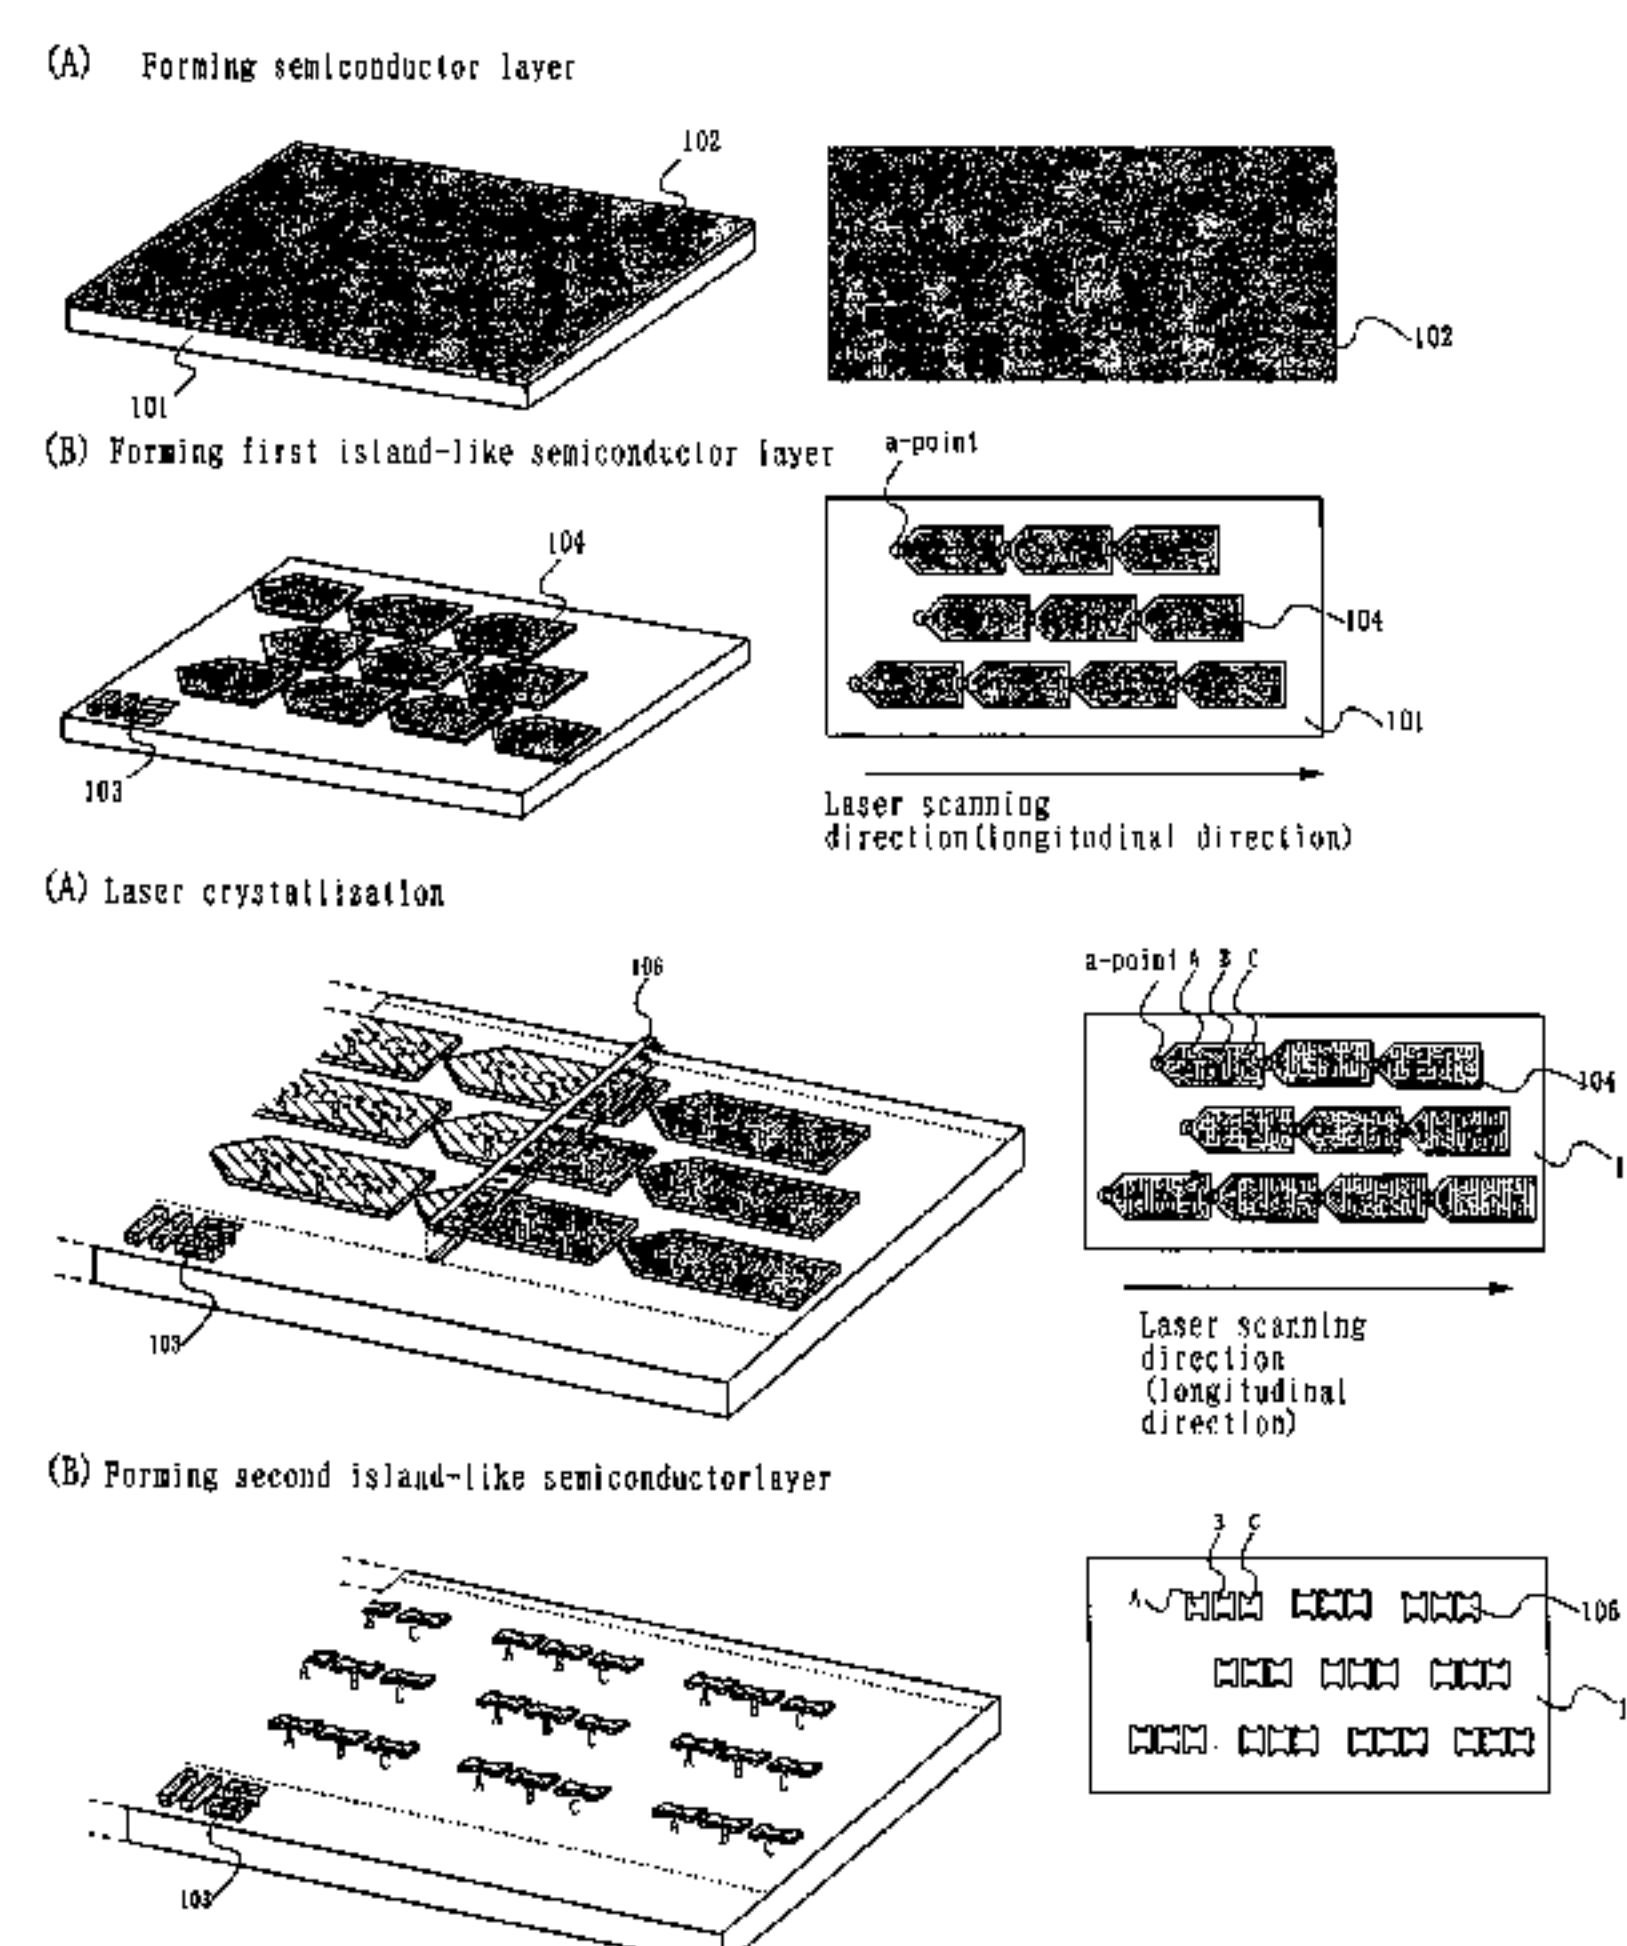 (A) Forming semiconductor layer
102
102
101
(B) Forming first island-like semiconductor layer
a-point
104
104
101
103
Laser scanning
direction(longitudinal direction)
(A) Laser crystallisation
106
a-point A B C
104
1
103
Laser scanning
direction
(longitudinal
direction)
(B) Forming second island-like semiconductorlayer
3 C
A
106
1
B C
A B C
A B C
A B C
A B C
A B C
A B C
A B C
A B C
103